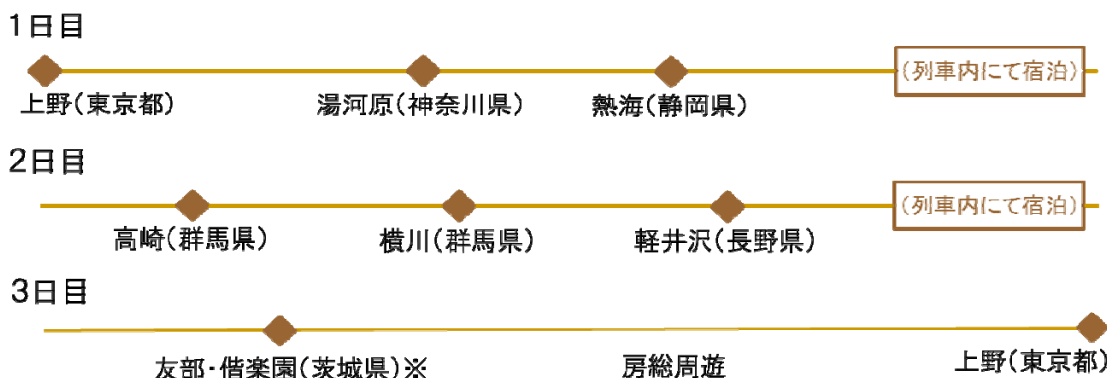 1日目
(列車内にて宿泊)
上野(東京都) 湯河原(神奈川県) 熱海(静岡県)
2日目
(列車内にて宿泊)
高崎(群馬県) 横川(群馬県) 軽井沢(長野県)
3日目
友部・偕楽園(茨城県)※ 房総周遊 上野(東京都)